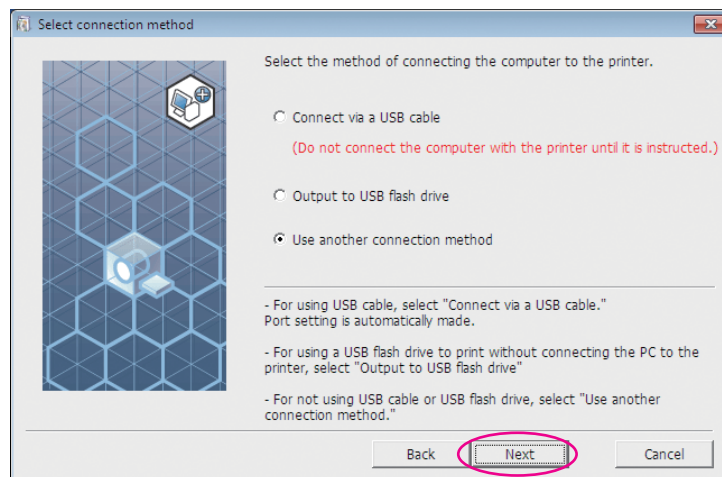 Select connection method
Select the method of connecting the computer to the printer.
Connect via a USB cable
(Do not connect the computer with the printer until it is instructed.)
Output to USB flash drive
Use another connection method
- For using USB cable, select "Connect via a USB cable."
Port setting is automatically made.
- For using a USB flash drive to print without connecting the PC to the
printer, select "Output to USB flash drive"
- For not using USB cable or USB flash drive, select "Use another
connection method."
Back
Next
Cancel